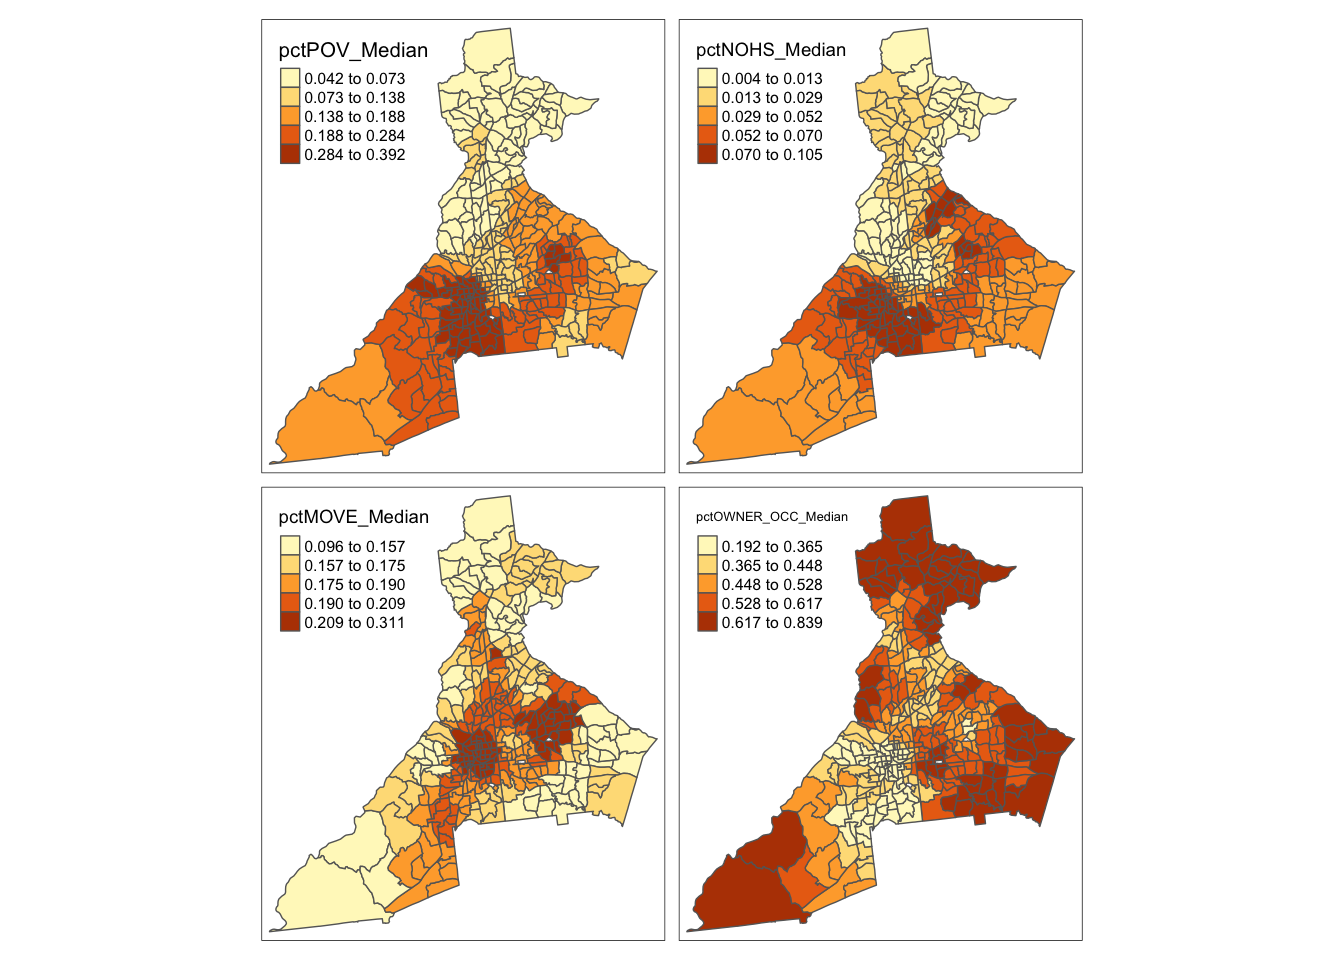 pctPOV_Median
0.042 to 0.073
0.073 to 0.138
0.138 to 0.188
0.188 to 0.284
0.284 to 0.392
pctNOHS_Median
0.004 to 0.013
0.013 to 0.029
0.029 to 0.052
0.052 to 0.070
0.070 to 0.105
pctMOVE_Median
0.096 to 0.157
0.157 to 0.175
0.175 to 0.190
0.190 to 0.209
0.209 to 0.311
pctOWNER_OCC_Median
0.192 to 0.365
0.365 to 0.448
0.448 to 0.528
0.528 to 0.617
0.617 to 0.839